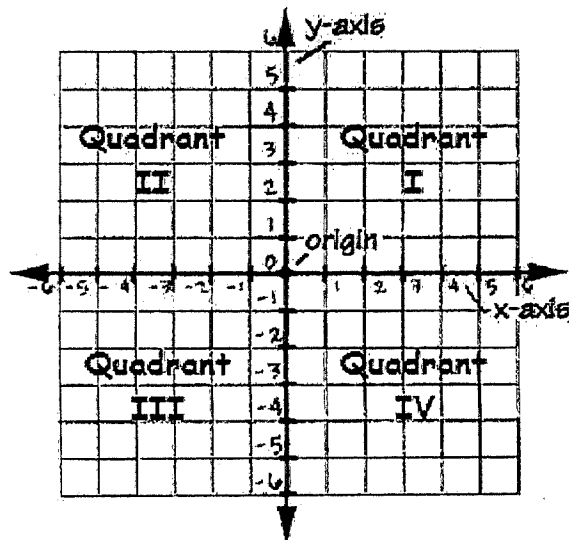 y-axis
6
5
4
3
2
1
0
Quadrant
II
Quadrant
I
origin
-6 -5 -4 -3 -2 -1 1 2 3 4 5 6
x-axis
-1
-2
-3
-4
-5
-6
Quadrant
III
Quadrant
IV